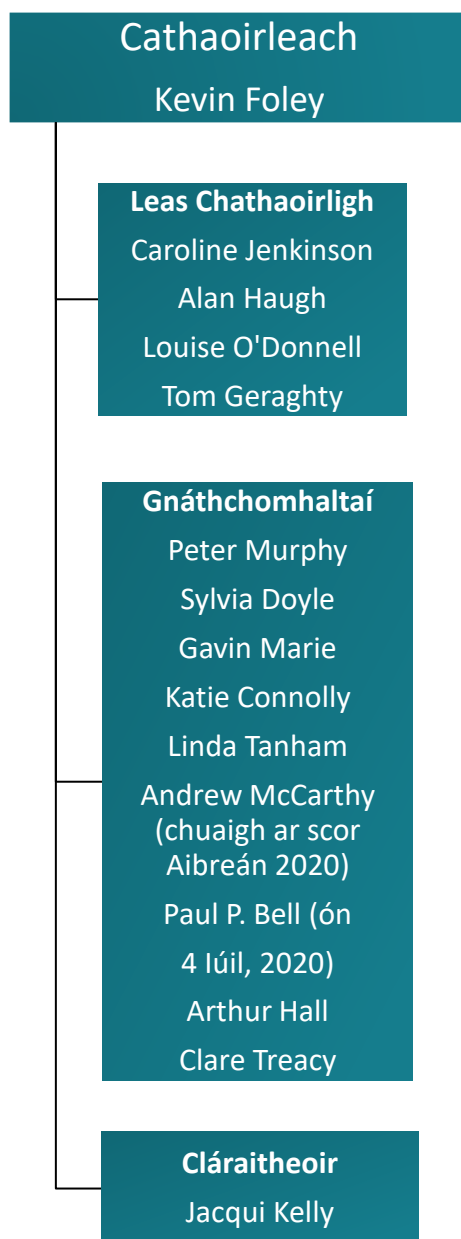 Cathaoirleach
Kevin Foley
Leas Chathaoirligh
Caroline Jenkinson
Alan Haugh
Louise O'Donnell
Tom Geraghty
Gnáthchomhaltaí
Peter Murphy
Sylvia Doyle
Gavin Marie
Katie Connolly
Linda Tanham
Andrew McCarthy
(chuaigh ar scor
Aibreán 2020)
Paul P. Bell (ón
4 Iúil, 2020)
Arthur Hall
Clare Treacy
Cláraitheoir
Jacqui Kelly